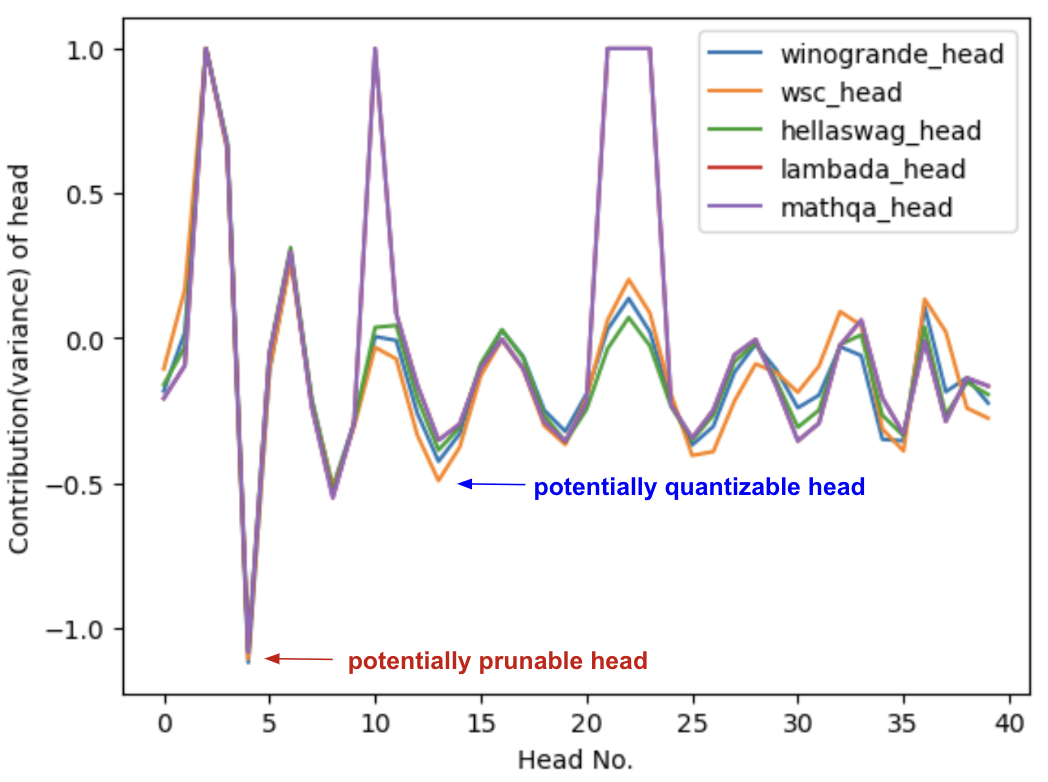 1.0
0.5
0.0
−0.5
−1.0
Contribution(variance) of head
winogrande_head
wsc_head
hellaswag_head
lambada_head
mathqa_head
potentially quantizable head
potentially prunable head
0 5 10 15 20 25 30 35 40
Head No.